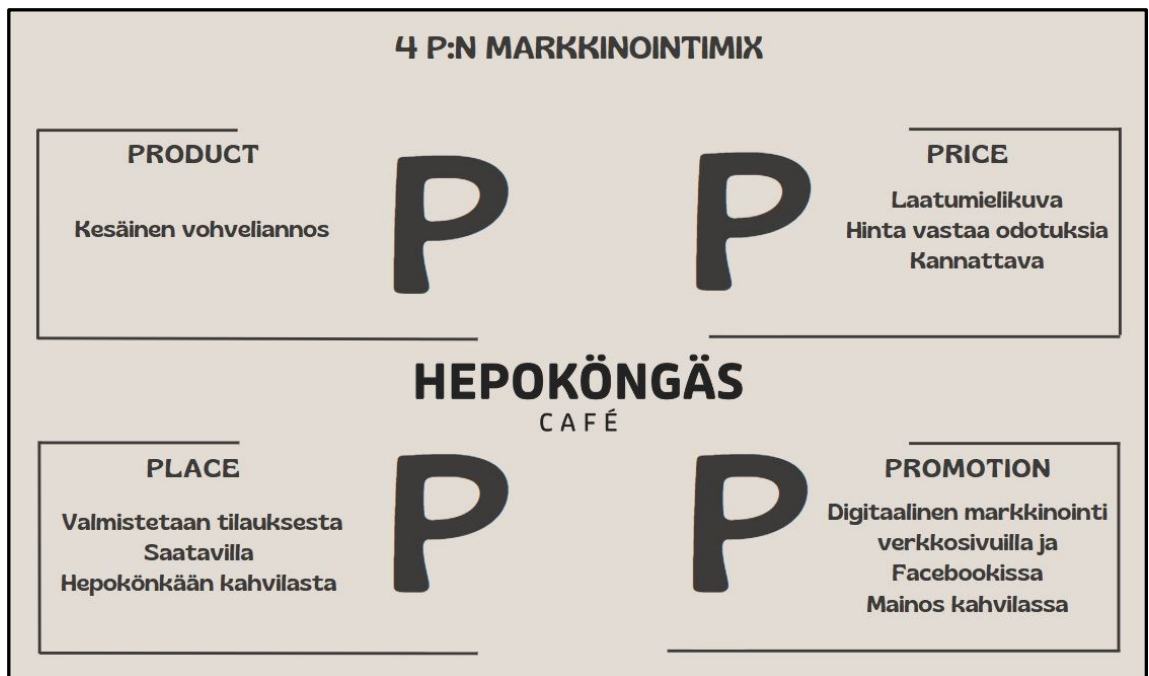 4 P:N MARKKINOINTIMIX
PRODUCT
Kesäinen vohveliannos
P
P
PRICE
Laatumielikuva
Hinta vastaa odotuksia
Kannattava
HEPOKÖNGÄS
CAFÉ
PLACE
Valmistetaan tilauksesta
Saatavilla
Hepokönkään kahvilasta
P
P
PROMOTION
Digitaalinen markkinointi
verkkosivuilla ja
Facebookissa
Mainos kahvilassa